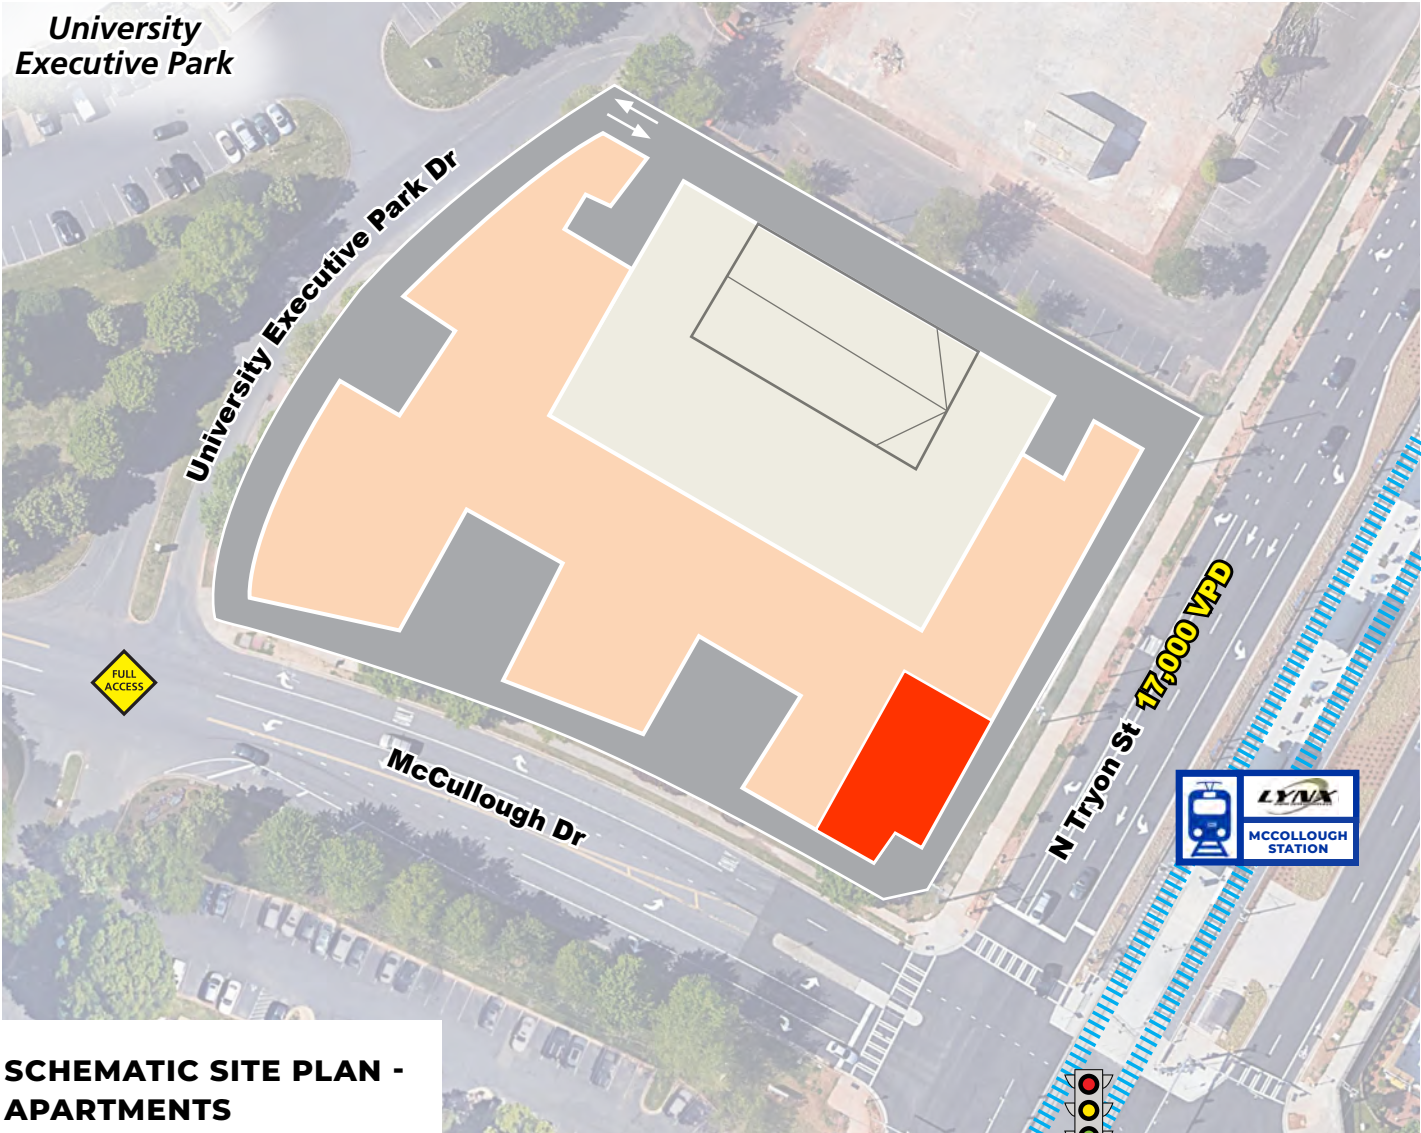 University
Executive Park
University Executive Park Dr
FULL
ACCESS
McCullough Dr
N Tryon St 17,000 VPD
LYNX
MCCOLLOUGH
STATION
SCHEMATIC SITE PLAN -
APARTMENTS